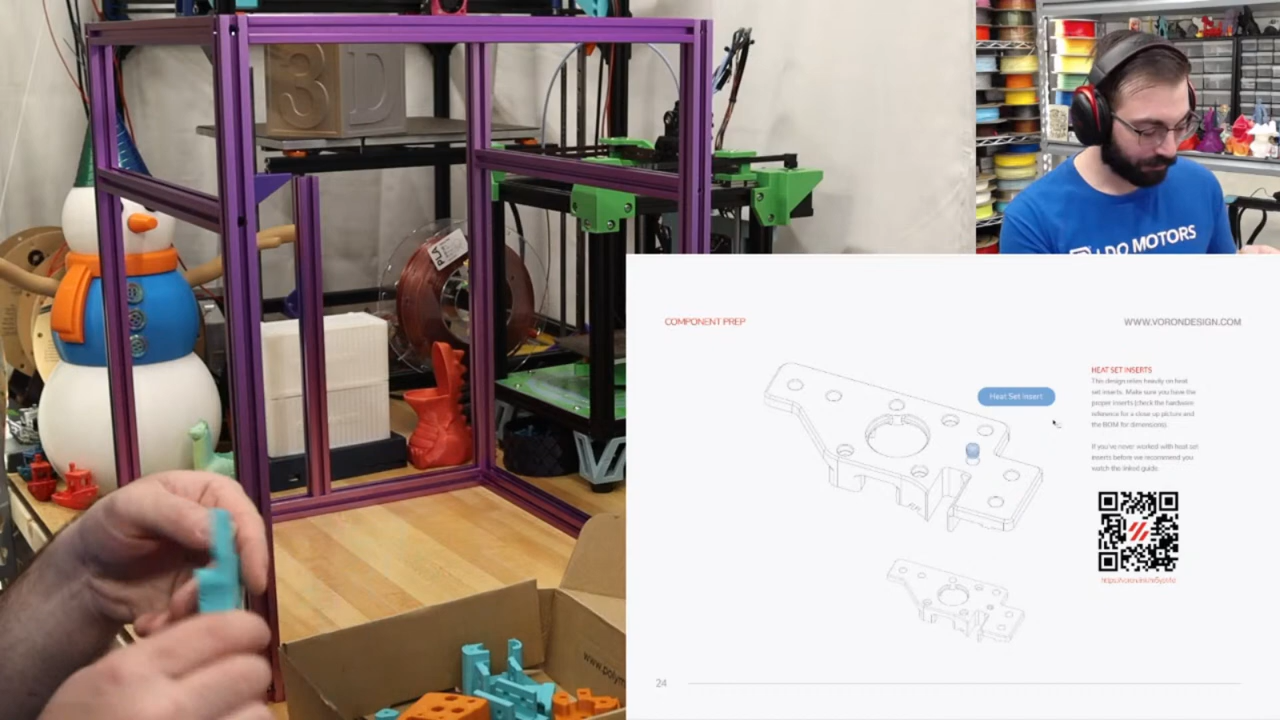 3D
PLA
LDO MOTORS
COMPONENT PREP
WWW.VORONDESIGN.COM
HEAT SET INSERTS
This design relies heavily on heat
set inserts. Make sure you have the
proper inserts (check the hardware
reference for a close up picture and
the BOM for dimensions).
If you've never worked with heat set
inserts before we recommend you
watch the linked guide.
Heat Set Insert
24
www.polym